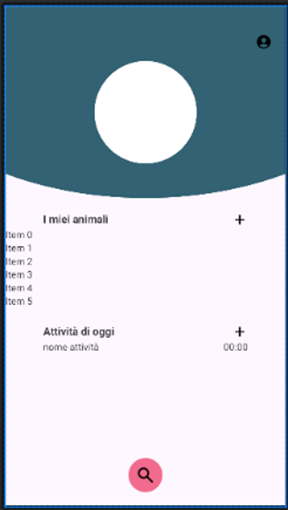 I miei animali
Item 0
Item 1
Item 2
Item 3
Item 4
Item 5
Attività di oggi
nome attività 00:00